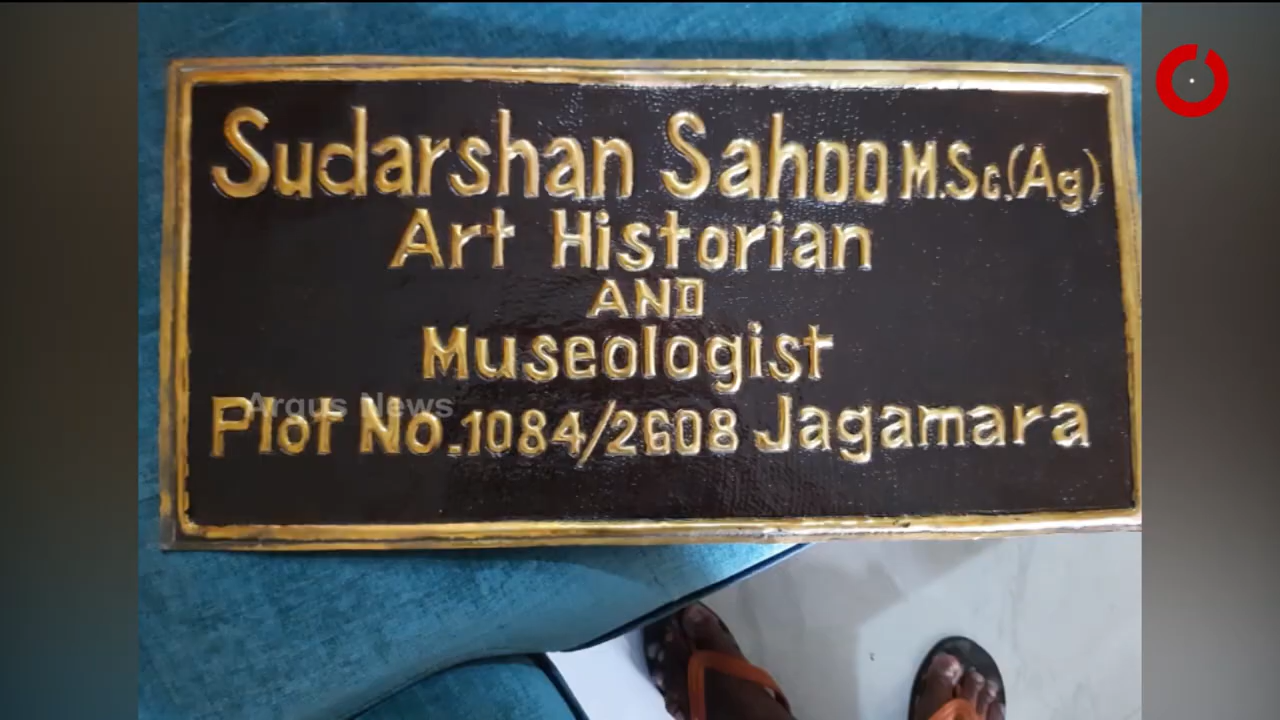 Sudarshan Sahoo M.Sc.(Ag)
Art Historian
AND
Museologist
Argus News
Plot No.1084/2608 Jagamara